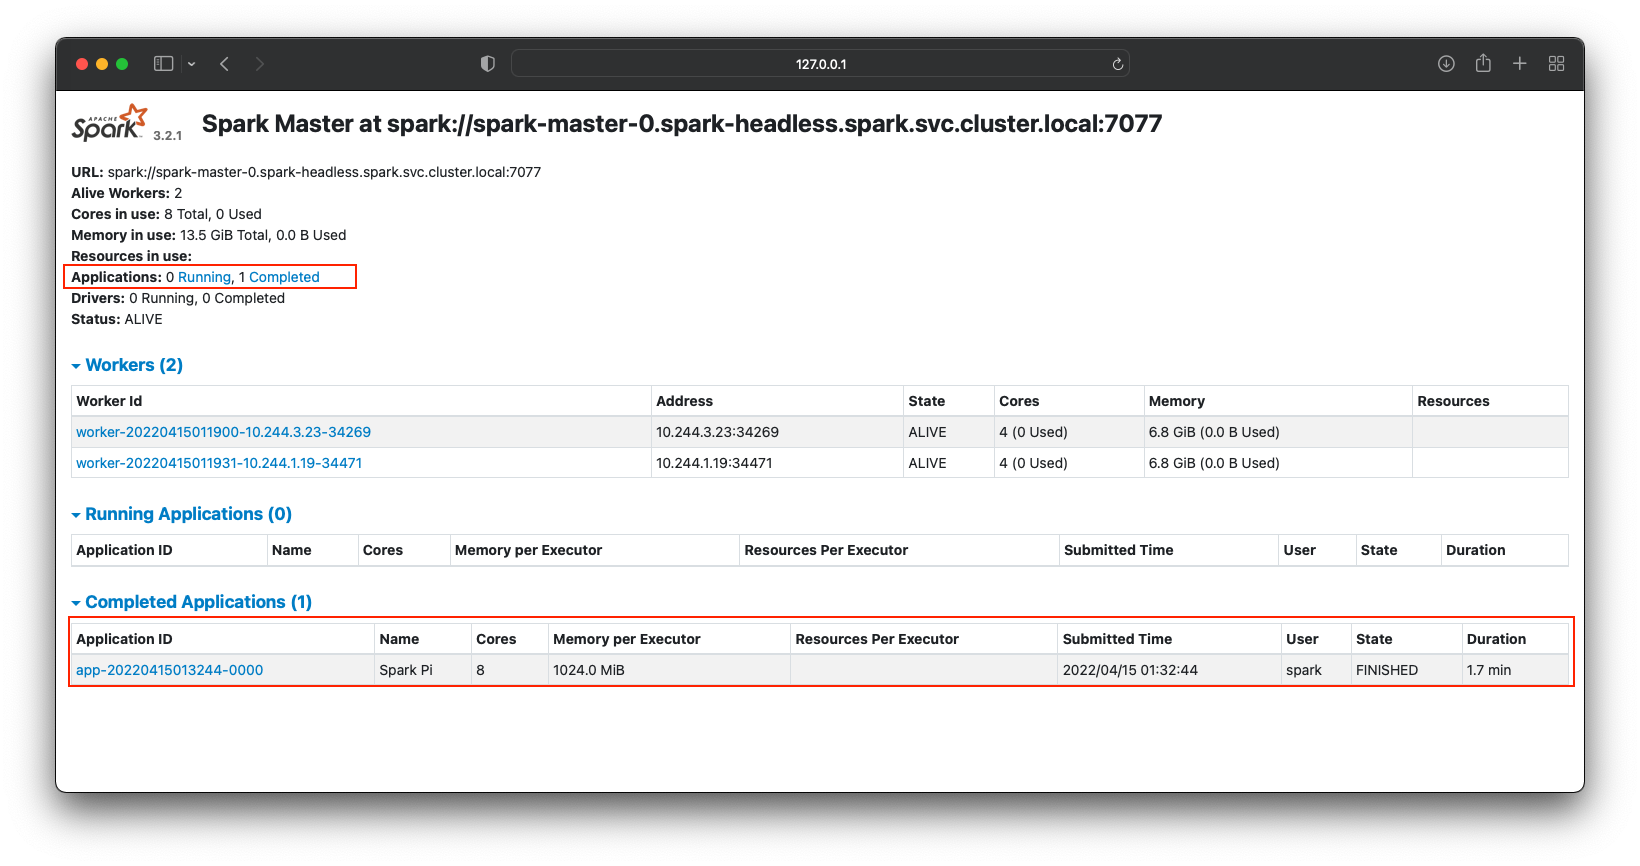 127.0.0.1
APACHE
Spark 3.2.1 Spark Master at spark://spark-master-0.spark-headless.spark.svc.cluster.local:7077
URL: spark://spark-master-0.spark-headless.spark.svc.cluster.local:7077
Alive Workers: 2
Cores in use: 8 Total, 0 Used
Memory in use: 13.5 GiB Total, 0.0 B Used
Resources in use:
Applications: 0 Running, 1 Completed
Drivers: 0 Running, 0 Completed
Status: ALIVE
Workers (2)
Worker Id Address State Cores Memory Resources
worker-20220415011900-10.244.3.23-34269 10.244.3.23:34269 ALIVE 4 (0 Used) 6.8 GiB (0.0 B Used)
worker-20220415011931-10.244.1.19-34471 10.244.1.19:34471 ALIVE 4 (0 Used) 6.8 GiB (0.0 B Used)
Running Applications (0)
Application ID Name Cores Memory per Executor Resources Per Executor Submitted Time User State Duration
Completed Applications (1)
Application ID Name Cores Memory per Executor Resources Per Executor Submitted Time User State Duration
app-20220415013244-0000 Spark Pi 8 1024.0 MiB 2022/04/15 01:32:44 spark FINISHED 1.7 min